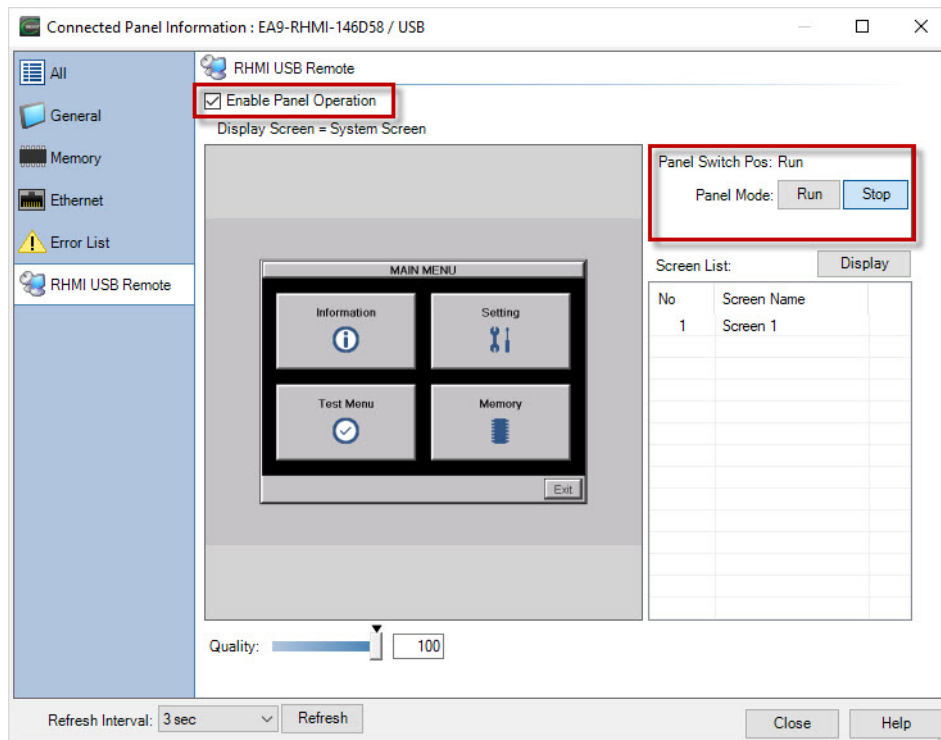 Connected Panel Information : EA9-RHMI-146D58 / USB
All
General
Memory
Ethernet
Error List
RHMI USB Remote
RHMI USB Remote
Enable Panel Operation
Display Screen = System Screen
MAIN MENU
Information
Setting
Test Menu
Memory
Exit
Quality: 100
Panel Switch Pos: Run
Panel Mode: Run Stop
Screen List: Display
No Screen Name
1 Screen 1
Refresh Interval: 3 sec Refresh
Close Help